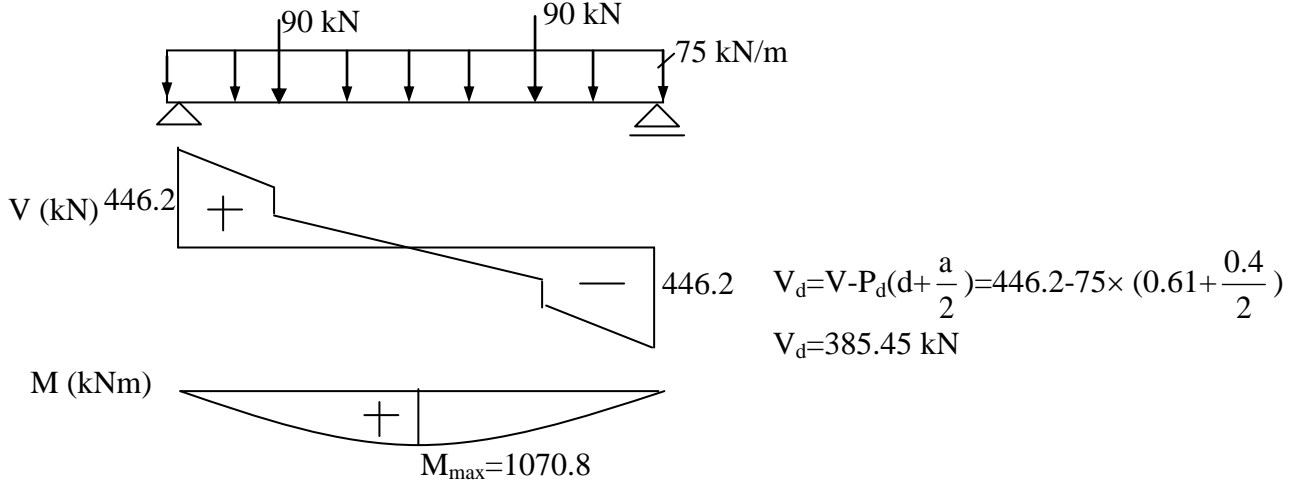 90 kN
90 kN
75 kN/m
V (kN)
446.2
+
−
446.2
V_d=V-P_d(d+a/2)=446.2-75×(0.61+0.4/2)
V_d=385.45 kN
M (kNm)
+
M_max=1070.8